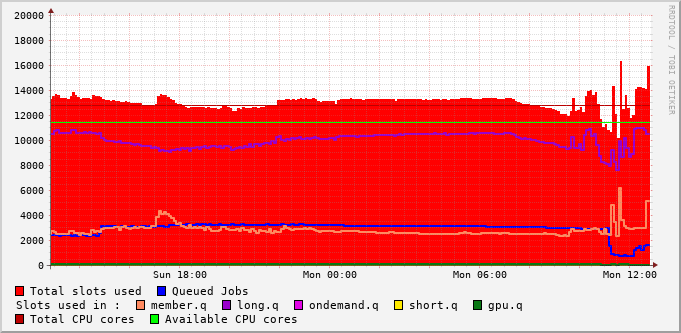 20000
18000
16000
14000
12000
10000
8000
6000
4000
2000
0
Sun 18:00 Mon 00:00 Mon 06:00 Mon 12:00
Total slots used Queued Jobs
Slots used in : member.q long.q ondemand.q short.q gpu.q
Total CPU cores Available CPU cores
RRDTOOL / TOBI OETIKER